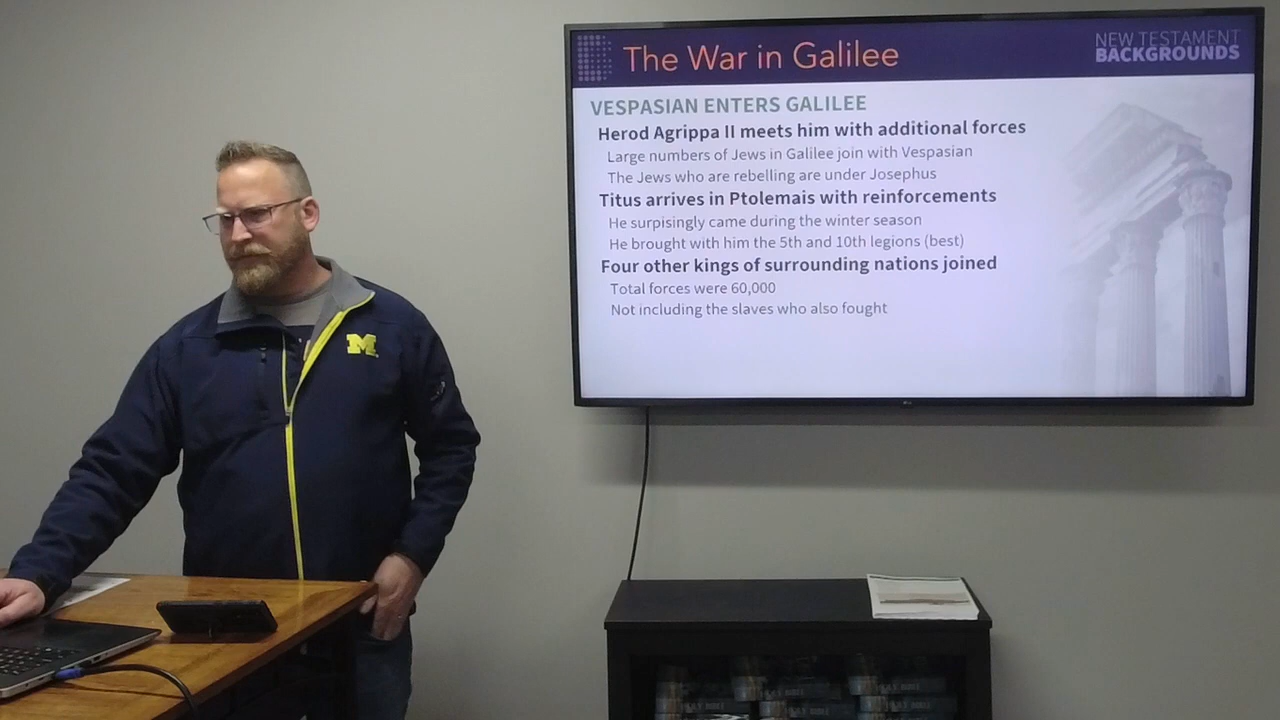 The War in Galilee
NEW TESTAMENT
BACKGROUNDS
VESPASIAN ENTERS GALILEE
Herod Agrippa II meets him with additional forces
Large numbers of Jews in Galilee join with Vespasian
The Jews who are rebelling are under Josephus
Titus arrives in Ptolemais with reinforcements
He surpisingly came during the winter season
He brought with him the 5th and 10th legions (best)
Four other kings of surrounding nations joined
Total forces were 60,000
Not including the slaves who also fought
M